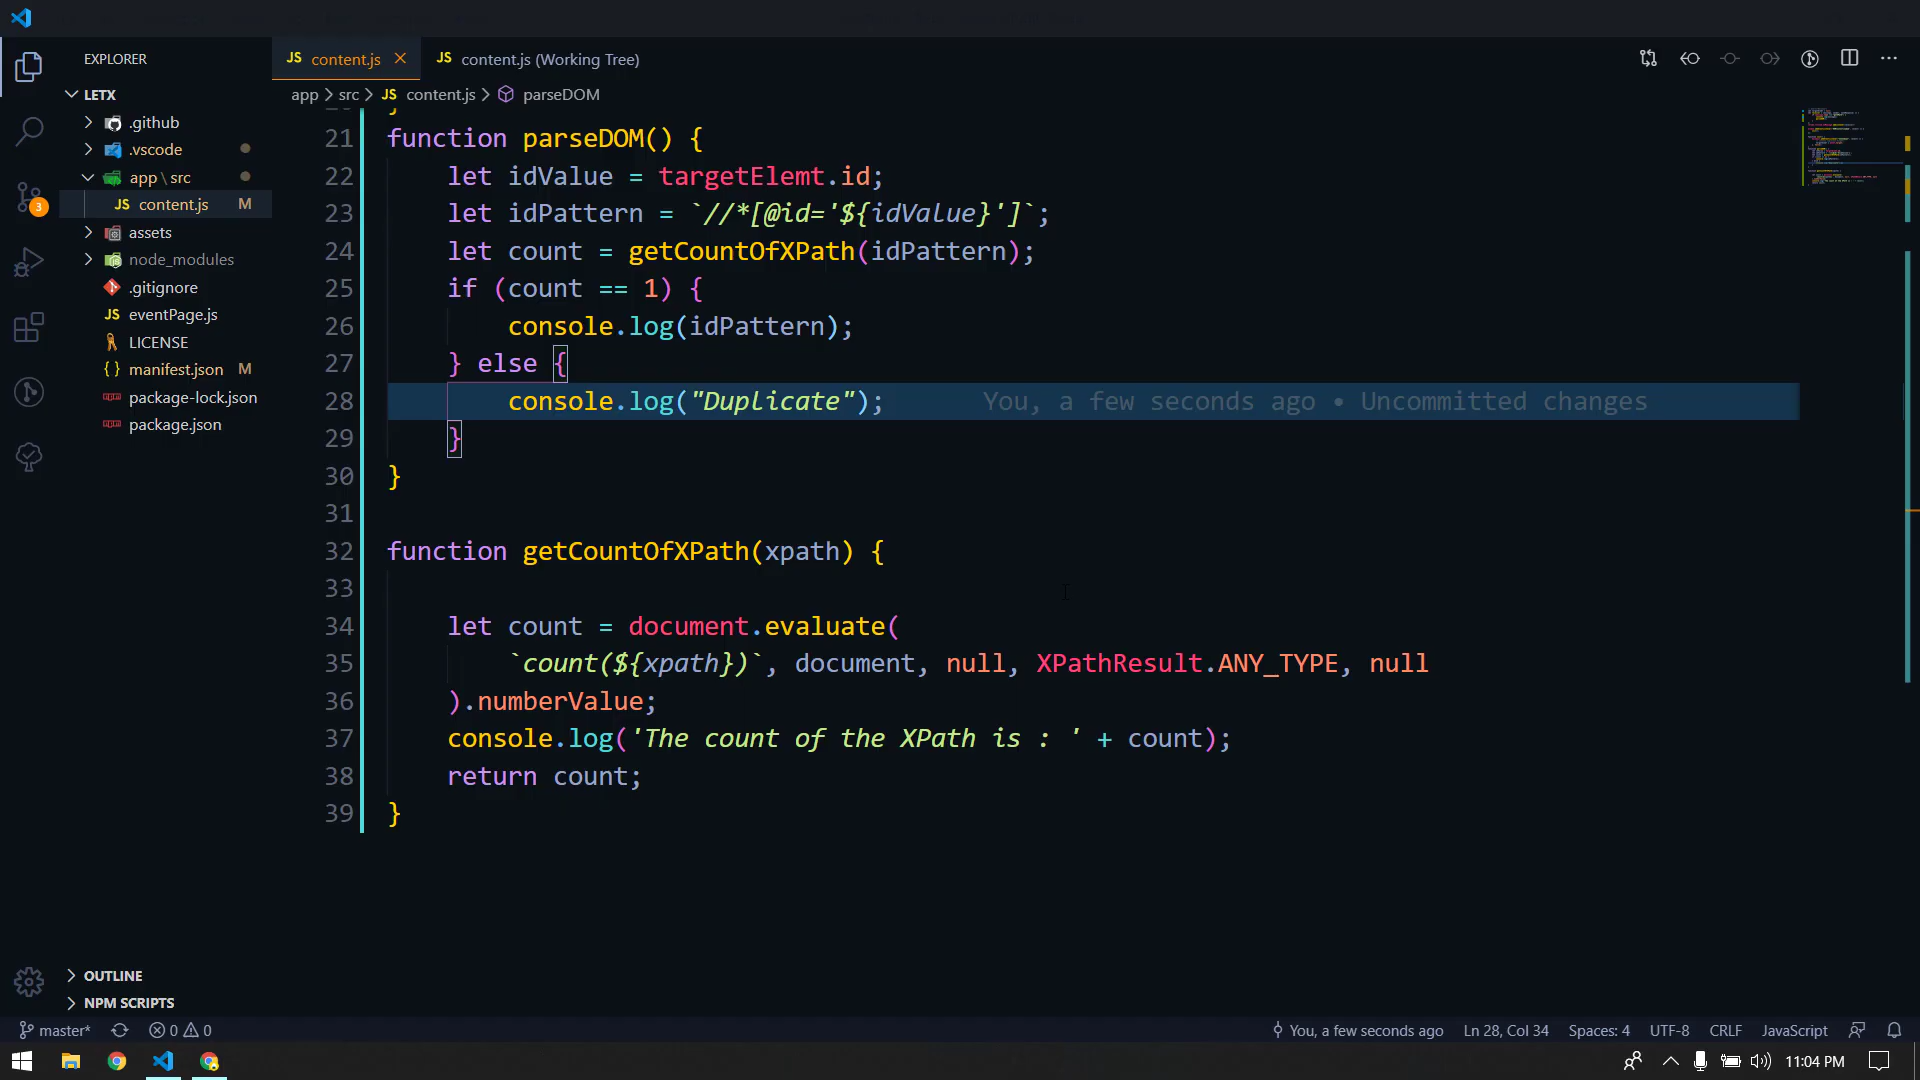 EXPLORER
LETX
.github
.vscode
app \ src
JS content.js M
assets
node_modules
.gitignore
JS eventPage.js
LICENSE
{} manifest.json M
package-lock.json
package.json
3
OUTLINE
NPM SCRIPTS
JS content.js ×
JS content.js (Working Tree)
app > src > JS content.js > parseDOM
21 function parseDOM() {
22 let idValue = targetElemt.id;
23 let idPattern = `//*[@id='${idValue}']`;
24 let count = getCountOfXPath(idPattern);
25 if (count == 1) {
26 console.log(idPattern);
27 } else {
28 console.log("Duplicate"); You, a few seconds ago • Uncommitted changes
29 }
30 }
31
32 function getCountOfXPath(xpath) {
33
34 let count = document.evaluate(
35 `count(${xpath})`, document, null, XPathResult.ANY_TYPE, null
36 ).numberValue;
37 console.log('The count of the XPath is : ' + count);
38 return count;
39 }
master* 0 0 You, a few seconds ago Ln 28, Col 34 Spaces: 4 UTF-8 CRLF JavaScript
11:04 PM